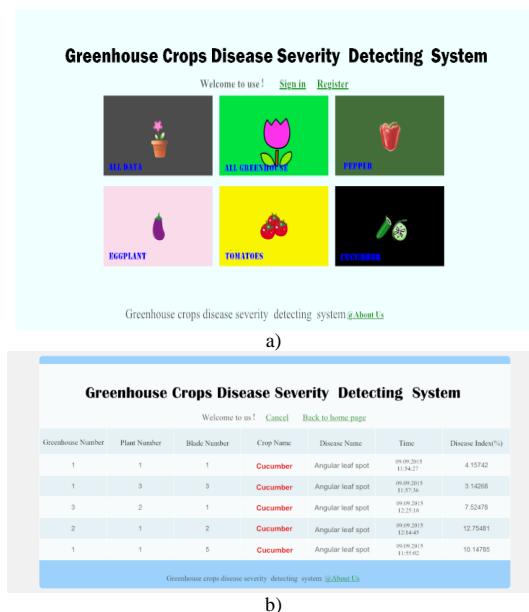 Greenhouse Crops Disease Severity Detecting System
Welcome to use! Sign in Register
ALL DATA ALL GREENHOUSE PEPPER
EGGPLANT TOMATOES CUCUMBER
Greenhouse crops disease severity detecting system@About Us
a)
Greenhouse Crops Disease Severity Detecting System
Welcome to us! Cancel Back to home page
Greenhouse Number Plant Number Blade Number Crop Name Disease Name Time Disease Index(%)
1 1 1 Cucumber Angular leaf spot 09.09.2015 11:54:27 4.15742
1 3 3 Cucumber Angular leaf spot 09.09.2015 11:57:36 3.14268
3 2 1 Cucumber Angular leaf spot 09.09.2015 12:25:16 7.52478
2 1 2 Cucumber Angular leaf spot 09.09.2015 12:14:45 12.75481
1 1 5 Cucumber Angular leaf spot 09.09.2015 11:55:02 10.14785
Greenhouse crops disease severity detecting system @About Us
b)